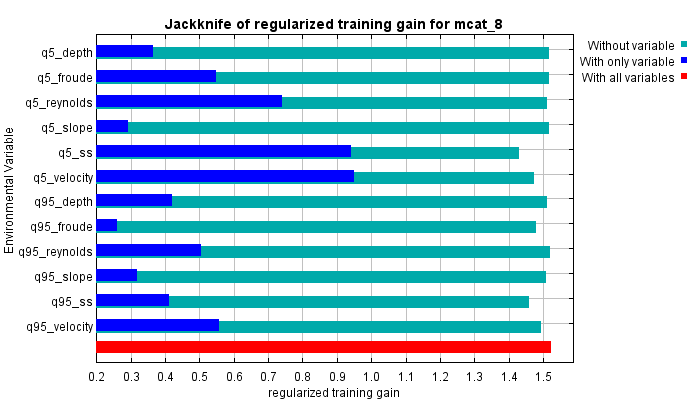 Jackknife of regularized training gain for mcat_8
Without variable
With only variable
With all variables
Environmental Variable
q5_depth
q5_froude
q5_reynolds
q5_slope
q5_ss
q5_velocity
q95_depth
q95_froude
q95_reynolds
q95_slope
q95_ss
q95_velocity
0.2 0.3 0.4 0.5 0.6 0.7 0.8 0.9 1.0 1.1 1.2 1.3 1.4 1.5
regularized training gain